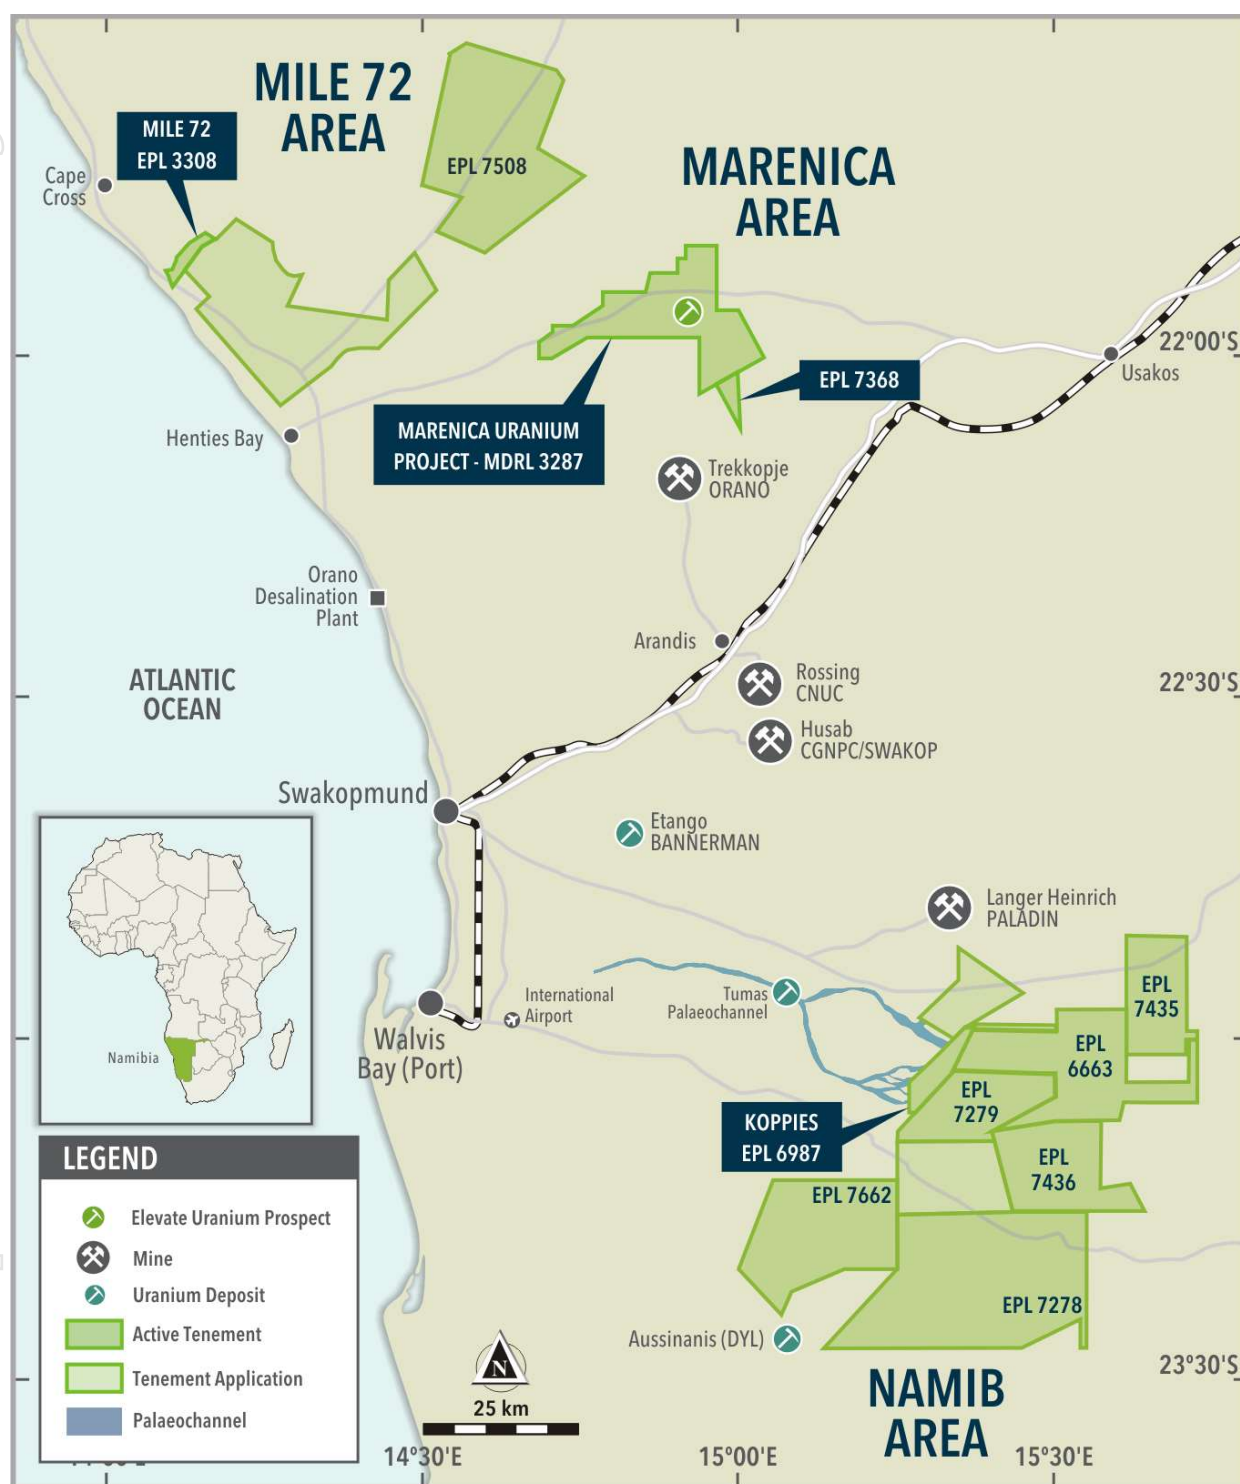 MILE 72
AREA
MILE 72
EPL 3308
Cape
Cross
EPL 7508
MARENICA
AREA
22°00'S
Usakos
EPL 7368
MARENICA URANIUM
PROJECT - MDRL 3287
Henties Bay
Trekkopje
ORANO
Orano
Desalination
Plant
Arandis
Rossing
CNUC
22°30'S
Husab
CGNPC/SWAKOP
ATLANTIC
OCEAN
Swakopmund
Etango
BANNERMAN
Langer Heinrich
PALADIN
Tumas
Palaeochannel
International
Airport
Walvis
Bay (Port)
Namibia
EPL
7435
EPL
6663
EPL
7279
KOPPIES
EPL 6987
EPL
7436
EPL 7662
EPL 7278
Aussinanis (DYL)
23°30'S
NAMIB
AREA
LEGEND
Elevate Uranium Prospect
Mine
Uranium Deposit
Active Tenement
Tenement Application
Palaeochannel
N
25 km
14°30'E
15°00'E
15°30'E